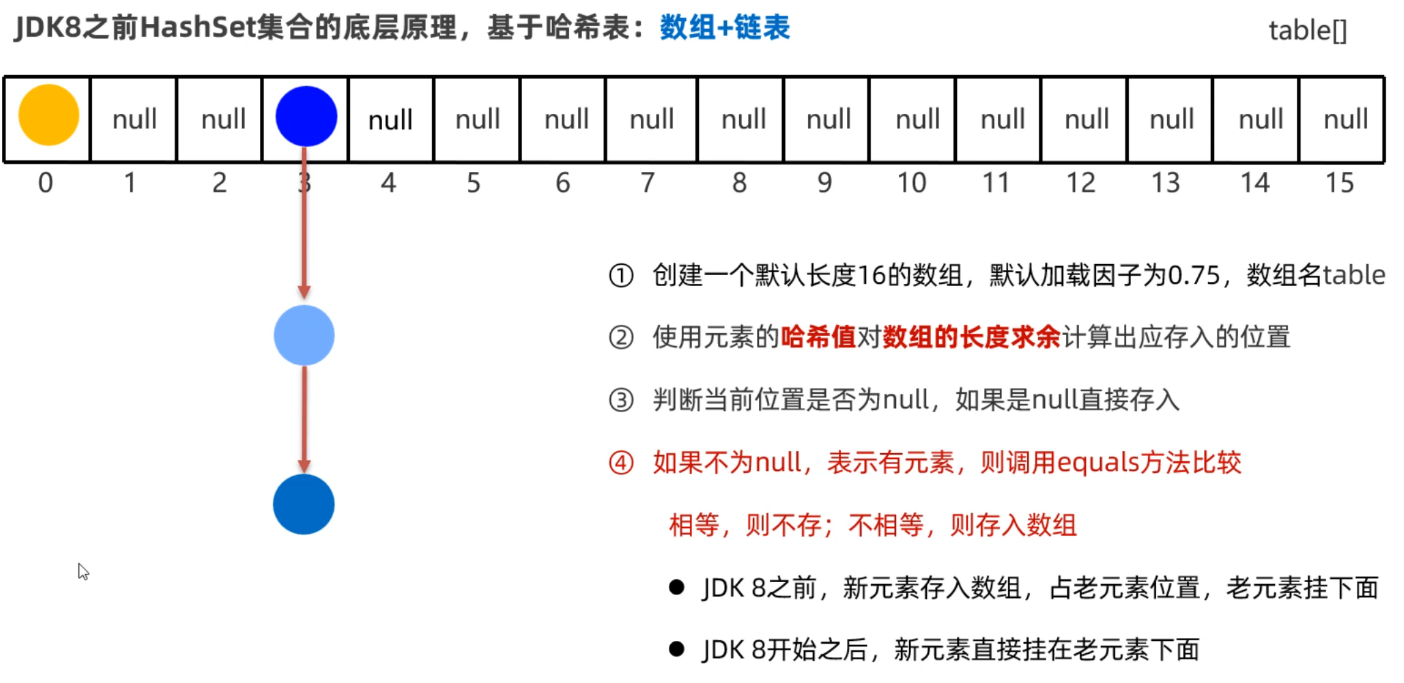 JDK8之前HashSet集合的底层原理，基于哈希表：数组+链表
table[]
null null null null null null null null null null null null null null
0 1 2 3 4 5 6 7 8 9 10 11 12 13 14 15
① 创建一个默认长度16的数组，默认加载因子为0.75，数组名table
② 使用元素的哈希值对数组的长度求余计算出应存入的位置
③ 判断当前位置是否为null，如果是null直接存入
④ 如果不为null，表示有元素，则调用equals方法比较
相等，则不存；不相等，则存入数组
● JDK 8之前，新元素存入数组，占老元素位置，老元素挂下面
● JDK 8开始之后，新元素直接挂在老元素下面